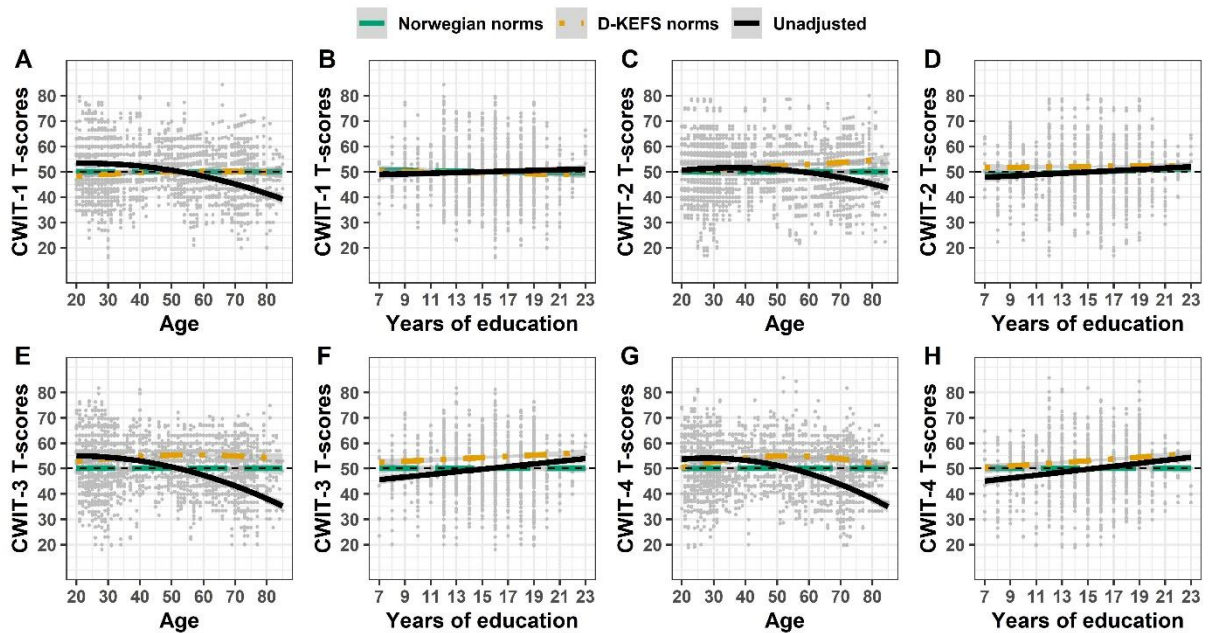 Norwegian norms D-KEFS norms Unadjusted
A B C D
CWIT-1 T-scores
80
70
60
50
40
30
20
20 30 40 50 60 70 80
Age
CWIT-1 T-scores
80
70
60
50
40
30
20
7 9 11 13 15 17 19 21 23
Years of education
CWIT-2 T-scores
80
70
60
50
40
30
20
20 30 40 50 60 70 80
Age
CWIT-2 T-scores
80
70
60
50
40
30
20
7 9 11 13 15 17 19 21 23
Years of education
E F G H
CWIT-3 T-scores
80
70
60
50
40
30
20
20 30 40 50 60 70 80
Age
CWIT-3 T-scores
80
70
60
50
40
30
20
7 9 11 13 15 17 19 21 23
Years of education
CWIT-4 T-scores
80
70
60
50
40
30
20
20 30 40 50 60 70 80
Age
CWIT-4 T-scores
80
70
60
50
40
30
20
7 9 11 13 15 17 19 21 23
Years of education